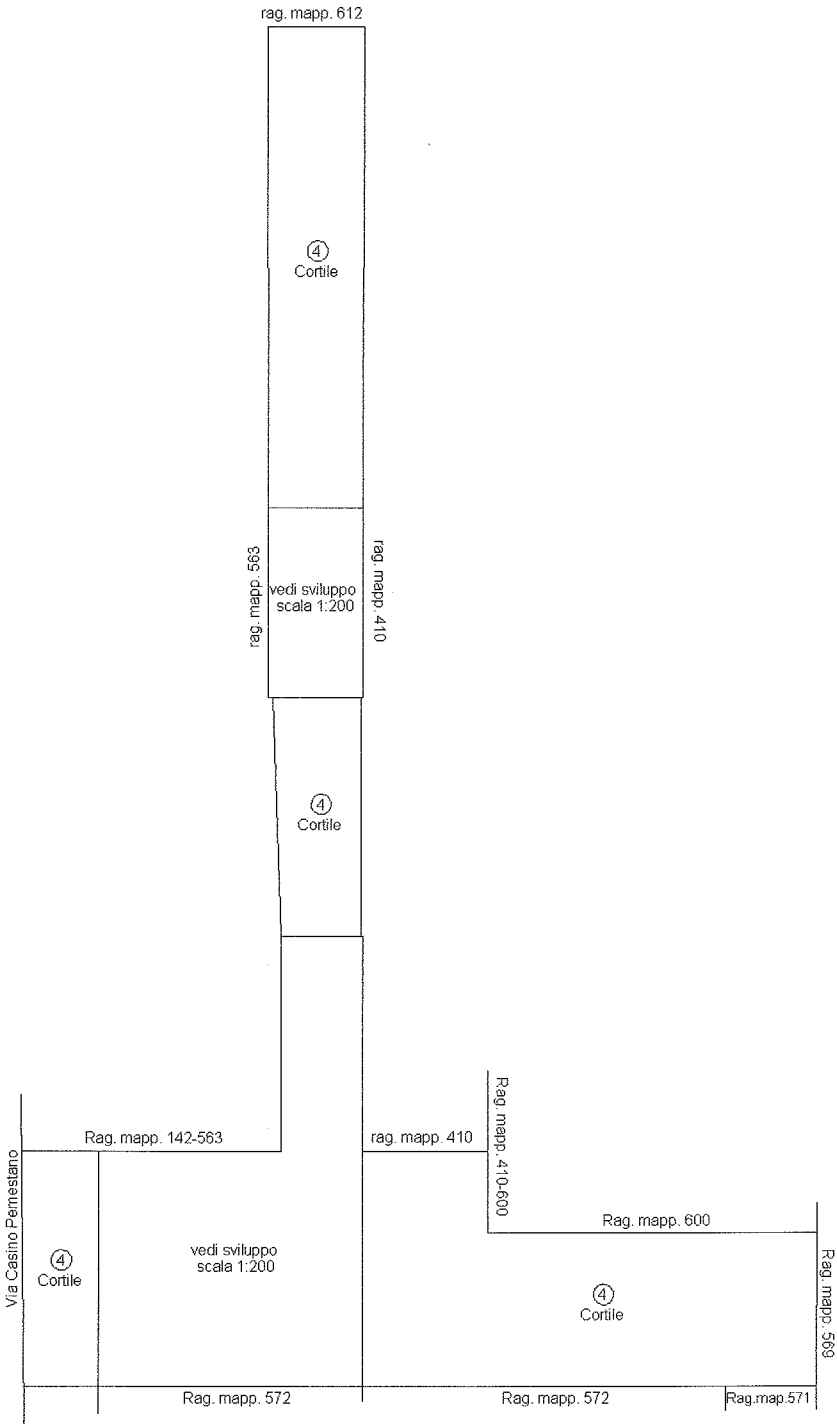 rag. mapp. 612
4
Cortile
rag. mapp. 563
vedi sviluppo
scala 1:200
rag. mapp. 410
4
Cortile
Rag. mapp. 142-563
rag. mapp. 410
Rag. mapp. 410-600
Rag. mapp. 600
Via Casino Pernestano
4
Cortile
vedi sviluppo
scala 1:200
4
Cortile
Rag. mapp. 569
Rag. mapp. 572
Rag. mapp. 572
Rag.map.571